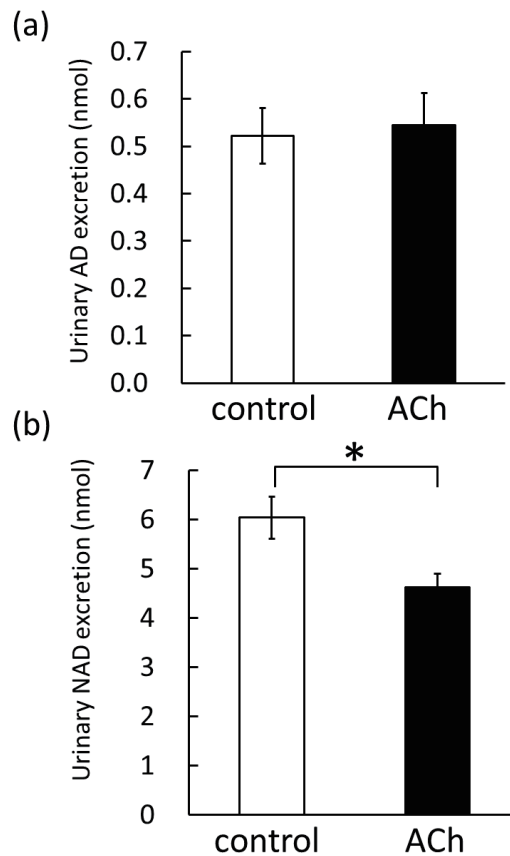 (a)
Urinary AD excretion (nmol)
0.7
0.6
0.5
0.4
0.3
0.2
0.1
0.0
control ACh
(b)
Urinary NAD excretion (nmol)
7
6
5
4
3
2
1
0
*
control ACh